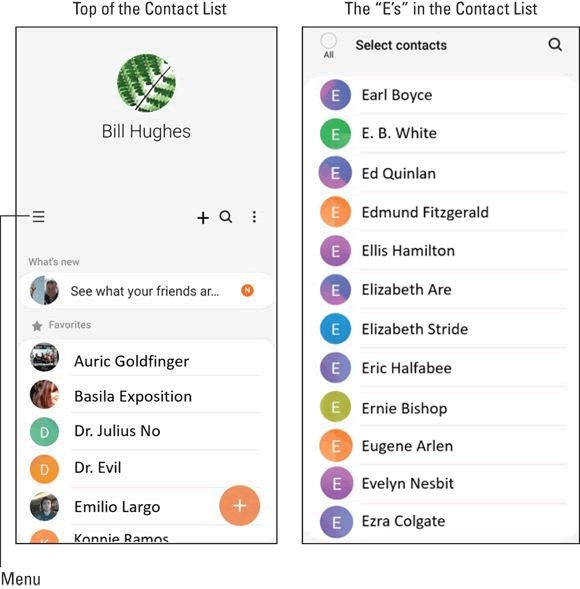 Top of the Contact List
Bill Hughes
What's new
See what your friends ar...
N
Favorites
Auric Goldfinger
Basila Exposition
D
Dr. Julius No
D
Dr. Evil
Emilio Largo
K
Konnie Ramos
Menu
The “E’s” in the Contact List
All
Select contacts
E
Earl Boyce
E
E. B. White
E
Ed Quinlan
E
Edmund Fitzgerald
E
Ellis Hamilton
E
Elizabeth Are
E
Elizabeth Stride
E
Eric Halfabee
E
Ernie Bishop
E
Eugene Arlen
E
Evelyn Nesbit
E
Ezra Colgate